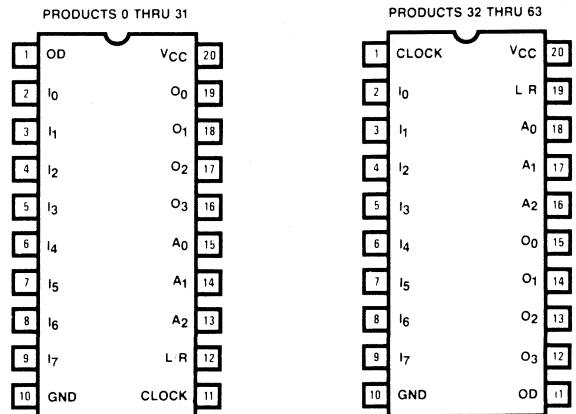 PRODUCTS 0 THRU 31
1 OD VCC 20
2 I0 O0 19
3 I1 O1 18
4 I2 O2 17
5 I3 O3 16
6 I4 A0 15
7 I5 A1 14
8 I6 A2 13
9 I7 L R 12
10 GND CLOCK 11
PRODUCTS 32 THRU 63
1 CLOCK VCC 20
2 I0 L R 19
3 I1 A0 18
4 I2 A1 17
5 I3 A2 16
6 I4 O0 15
7 I5 O1 14
8 I6 O2 13
9 I7 O3 12
10 GND OD 11